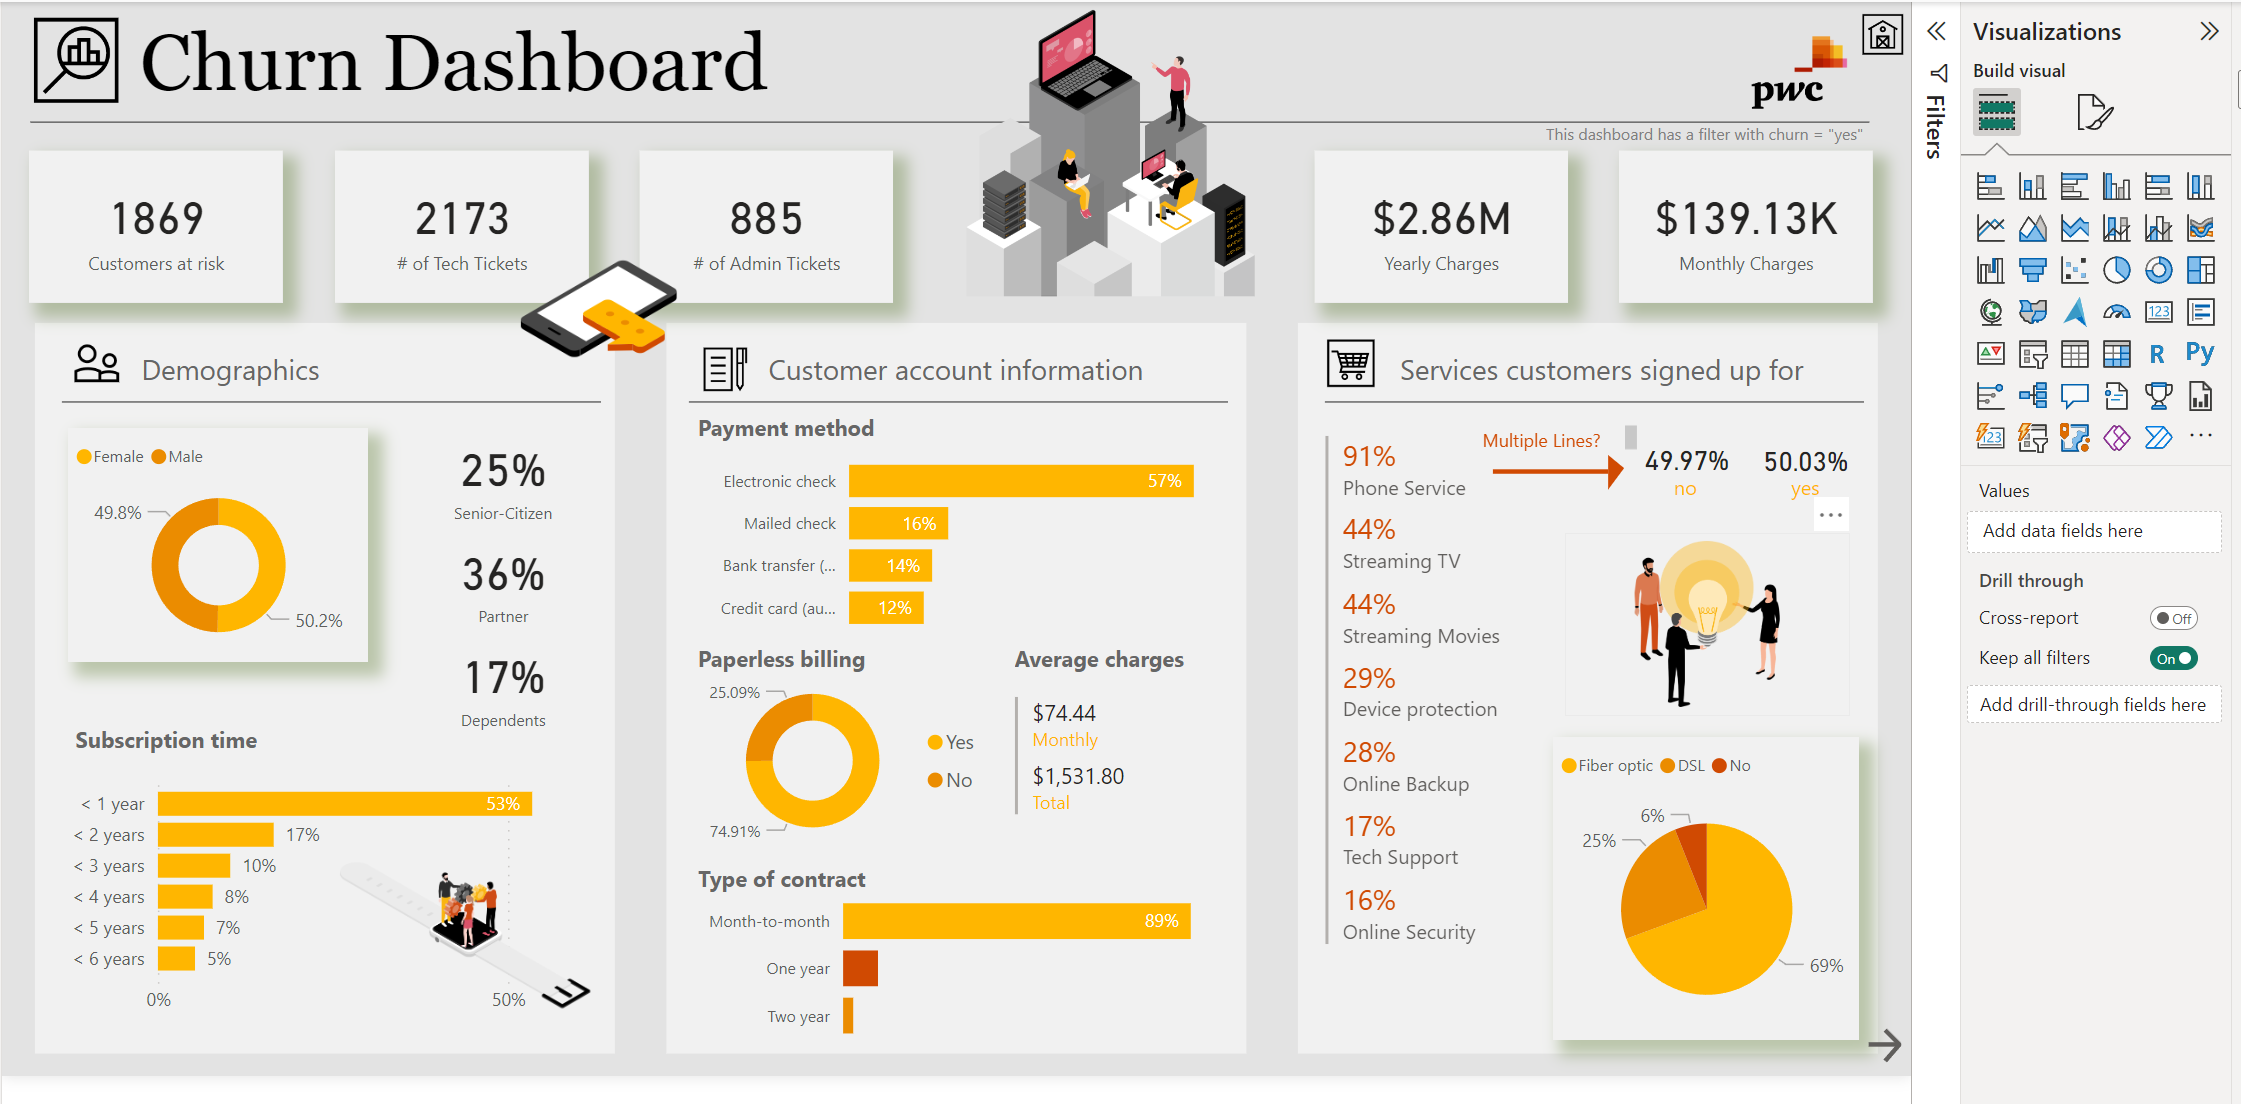 Churn Dashboard
pwc
This dashboard has a filter with churn = "yes"
1869
Customers at risk
2173
# of Tech Tickets
885
# of Admin Tickets
$2.86M
Yearly Charges
$139.13K
Monthly Charges
Demographics
Female Male
49.8%
50.2%
25%
Senior-Citizen
36%
Partner
17%
Dependents
Subscription time
< 1 year 53%
< 2 years 17%
< 3 years 10%
< 4 years 8%
< 5 years 7%
< 6 years 5%
0% 50%
Customer account information
Payment method
Electronic check 57%
Mailed check 16%
Bank transfer (... 14%
Credit card (au... 12%
Paperless billing
25.09%
74.91%
Yes
No
Average charges
$74.44
Monthly
$1,531.80
Total
Type of contract
Month-to-month 89%
One year
Two year
Services customers signed up for
91%
Phone Service
Multiple Lines?
49.97%
no
50.03%
yes
44%
Streaming TV
44%
Streaming Movies
29%
Device protection
28%
Online Backup
17%
Tech Support
16%
Online Security
Fiber optic DSL No
6%
25%
69%
Filters
Visualizations
Build visual
123
R
Py
123
Values
Add data fields here
Drill through
Cross-report Off
Keep all filters On
Add drill-through fields here